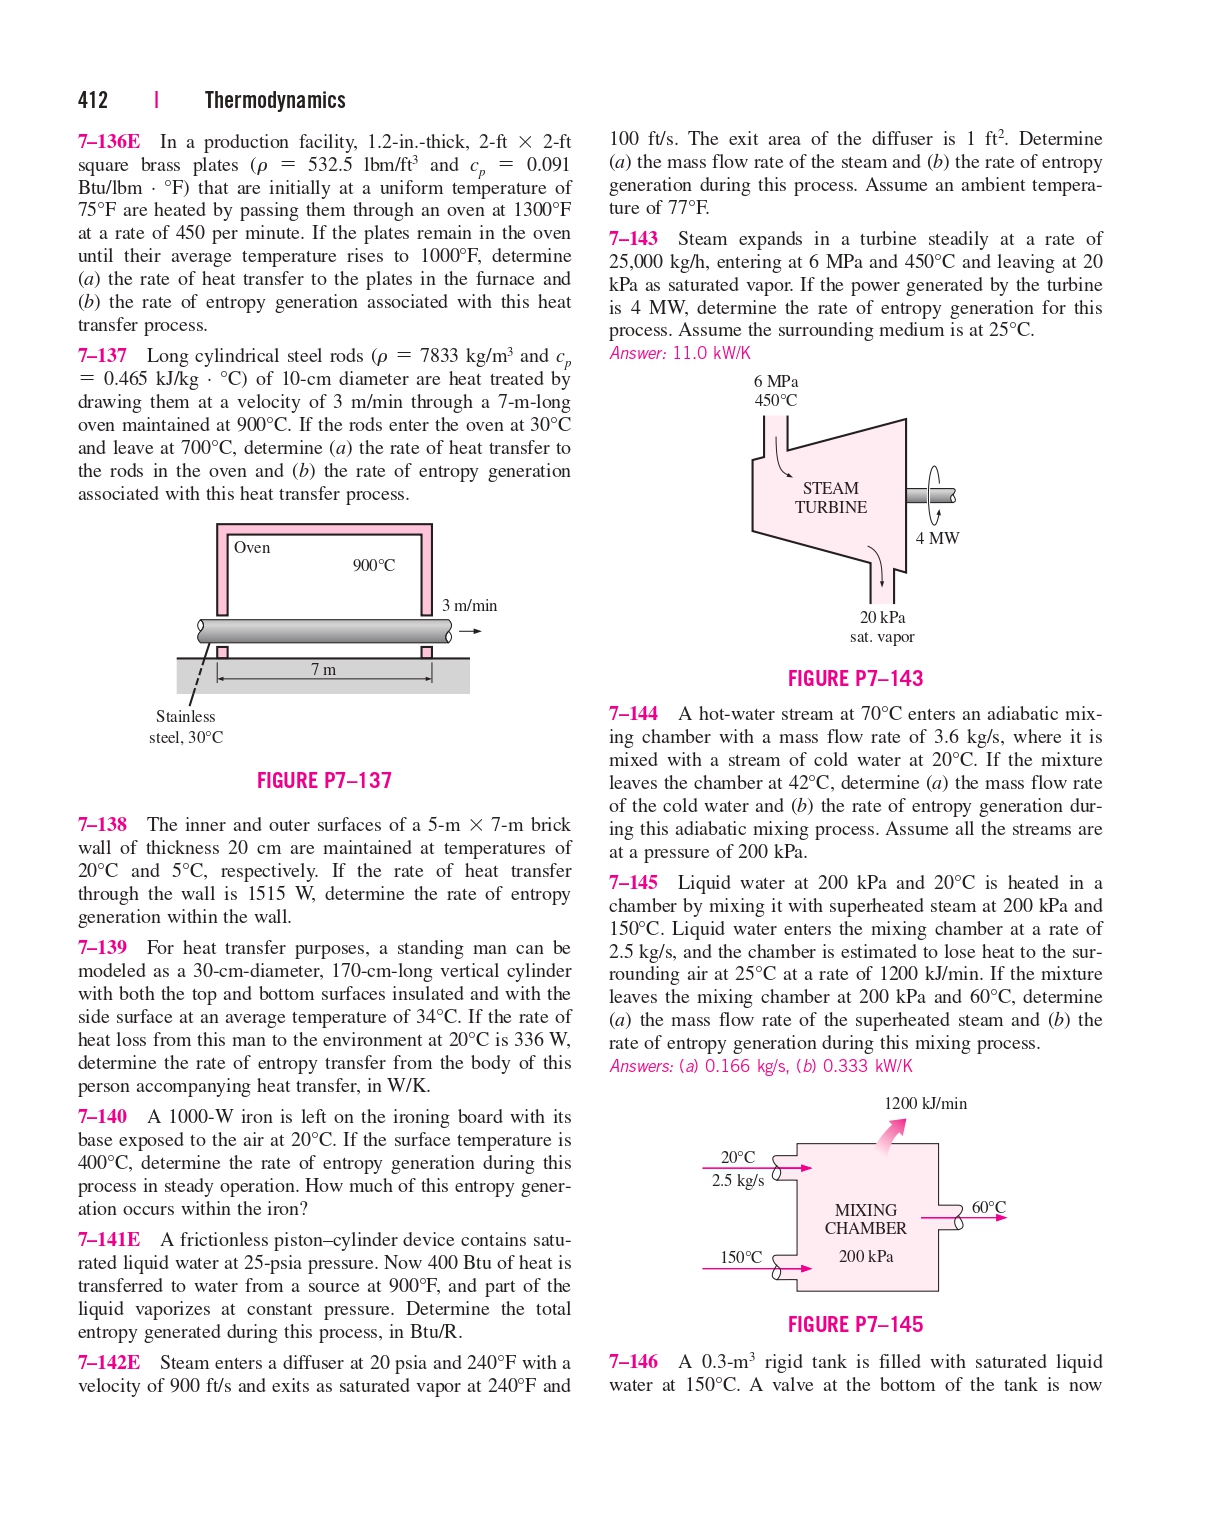 412 | Thermodynamics
7–136E In a production facility, 1.2-in.-thick, 2-ft × 2-ft
square brass plates (ρ = 532.5 lbm/ft³ and cp = 0.091
Btu/lbm · °F) that are initially at a uniform temperature of
75°F are heated by passing them through an oven at 1300°F
at a rate of 450 per minute. If the plates remain in the oven
until their average temperature rises to 1000°F, determine
(a) the rate of heat transfer to the plates in the furnace and
(b) the rate of entropy generation associated with this heat
transfer process.
7–137 Long cylindrical steel rods (ρ = 7833 kg/m³ and cp
= 0.465 kJ/kg · °C) of 10-cm diameter are heat treated by
drawing them at a velocity of 3 m/min through a 7-m-long
oven maintained at 900°C. If the rods enter the oven at 30°C
and leave at 700°C, determine (a) the rate of heat transfer to
the rods in the oven and (b) the rate of entropy generation
associated with this heat transfer process.
Oven
900°C
3 m/min
7 m
Stainless
steel, 30°C
FIGURE P7–137
7–138 The inner and outer surfaces of a 5-m × 7-m brick
wall of thickness 20 cm are maintained at temperatures of
20°C and 5°C, respectively. If the rate of heat transfer
through the wall is 1515 W, determine the rate of entropy
generation within the wall.
7–139 For heat transfer purposes, a standing man can be
modeled as a 30-cm-diameter, 170-cm-long vertical cylinder
with both the top and bottom surfaces insulated and with the
side surface at an average temperature of 34°C. If the rate of
heat loss from this man to the environment at 20°C is 336 W,
determine the rate of entropy transfer from the body of this
person accompanying heat transfer, in W/K.
7–140 A 1000-W iron is left on the ironing board with its
base exposed to the air at 20°C. If the surface temperature is
400°C, determine the rate of entropy generation during this
process in steady operation. How much of this entropy gener-
ation occurs within the iron?
7–141E A frictionless piston–cylinder device contains satu-
rated liquid water at 25-psia pressure. Now 400 Btu of heat is
transferred to water from a source at 900°F, and part of the
liquid vaporizes at constant pressure. Determine the total
entropy generated during this process, in Btu/R.
7–142E Steam enters a diffuser at 20 psia and 240°F with a
velocity of 900 ft/s and exits as saturated vapor at 240°F and
100 ft/s. The exit area of the diffuser is 1 ft². Determine
(a) the mass flow rate of the steam and (b) the rate of entropy
generation during this process. Assume an ambient tempera-
ture of 77°F.
7–143 Steam expands in a turbine steadily at a rate of
25,000 kg/h, entering at 6 MPa and 450°C and leaving at 20
kPa as saturated vapor. If the power generated by the turbine
is 4 MW, determine the rate of entropy generation for this
process. Assume the surrounding medium is at 25°C.
Answer: 11.0 kW/K
6 MPa
450°C
STEAM
TURBINE
4 MW
20 kPa
sat. vapor
FIGURE P7–143
7–144 A hot-water stream at 70°C enters an adiabatic mix-
ing chamber with a mass flow rate of 3.6 kg/s, where it is
mixed with a stream of cold water at 20°C. If the mixture
leaves the chamber at 42°C, determine (a) the mass flow rate
of the cold water and (b) the rate of entropy generation dur-
ing this adiabatic mixing process. Assume all the streams are
at a pressure of 200 kPa.
7–145 Liquid water at 200 kPa and 20°C is heated in a
chamber by mixing it with superheated steam at 200 kPa and
150°C. Liquid water enters the mixing chamber at a rate of
2.5 kg/s, and the chamber is estimated to lose heat to the sur-
rounding air at 25°C at a rate of 1200 kJ/min. If the mixture
leaves the mixing chamber at 200 kPa and 60°C, determine
(a) the mass flow rate of the superheated steam and (b) the
rate of entropy generation during this mixing process.
Answers: (a) 0.166 kg/s, (b) 0.333 kW/K
1200 kJ/min
20°C
2.5 kg/s
MIXING
CHAMBER
60°C
150°C
200 kPa
FIGURE P7–145
7–146 A 0.3-m³ rigid tank is filled with saturated liquid
water at 150°C. A valve at the bottom of the tank is now